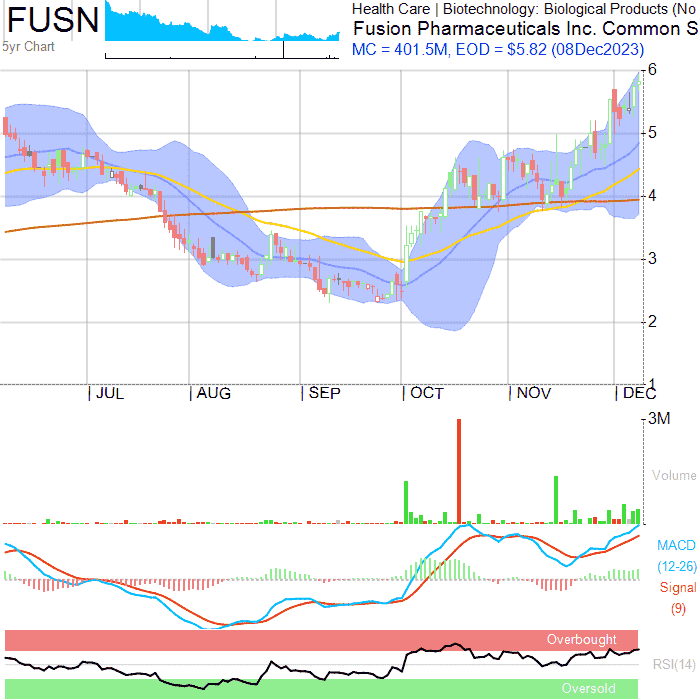 FUSN
Health Care | Biotechnology: Biological Products (No
Fusion Pharmaceuticals Inc. Common S
5yr Chart
MC = 401.5M, EOD = $5.82 (08Dec2023)
6
5
4
3
2
1
JUL AUG SEP OCT NOV DEC
3M
Volume
MACD
(12-26)
Signal
(9)
Overbought
RSI(14)
Oversold